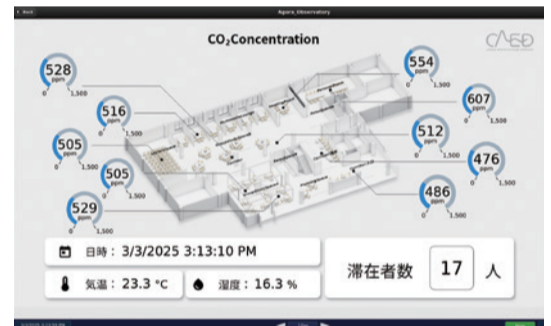 Back
Agora_Observatory
CO₂Concentration
528
ppm
0
1,500
554
ppm
0
1,500
516
ppm
0
1,500
607
ppm
0
1,500
505
ppm
0
1,500
512
ppm
0
1,500
505
ppm
0
1,500
476
ppm
0
1,500
529
ppm
0
1,500
486
ppm
0
1,500
日時： 3/3/2025 3:13:10 PM
気温： 23.3 °C
湿度： 16.3 %
滞在者数 17 人